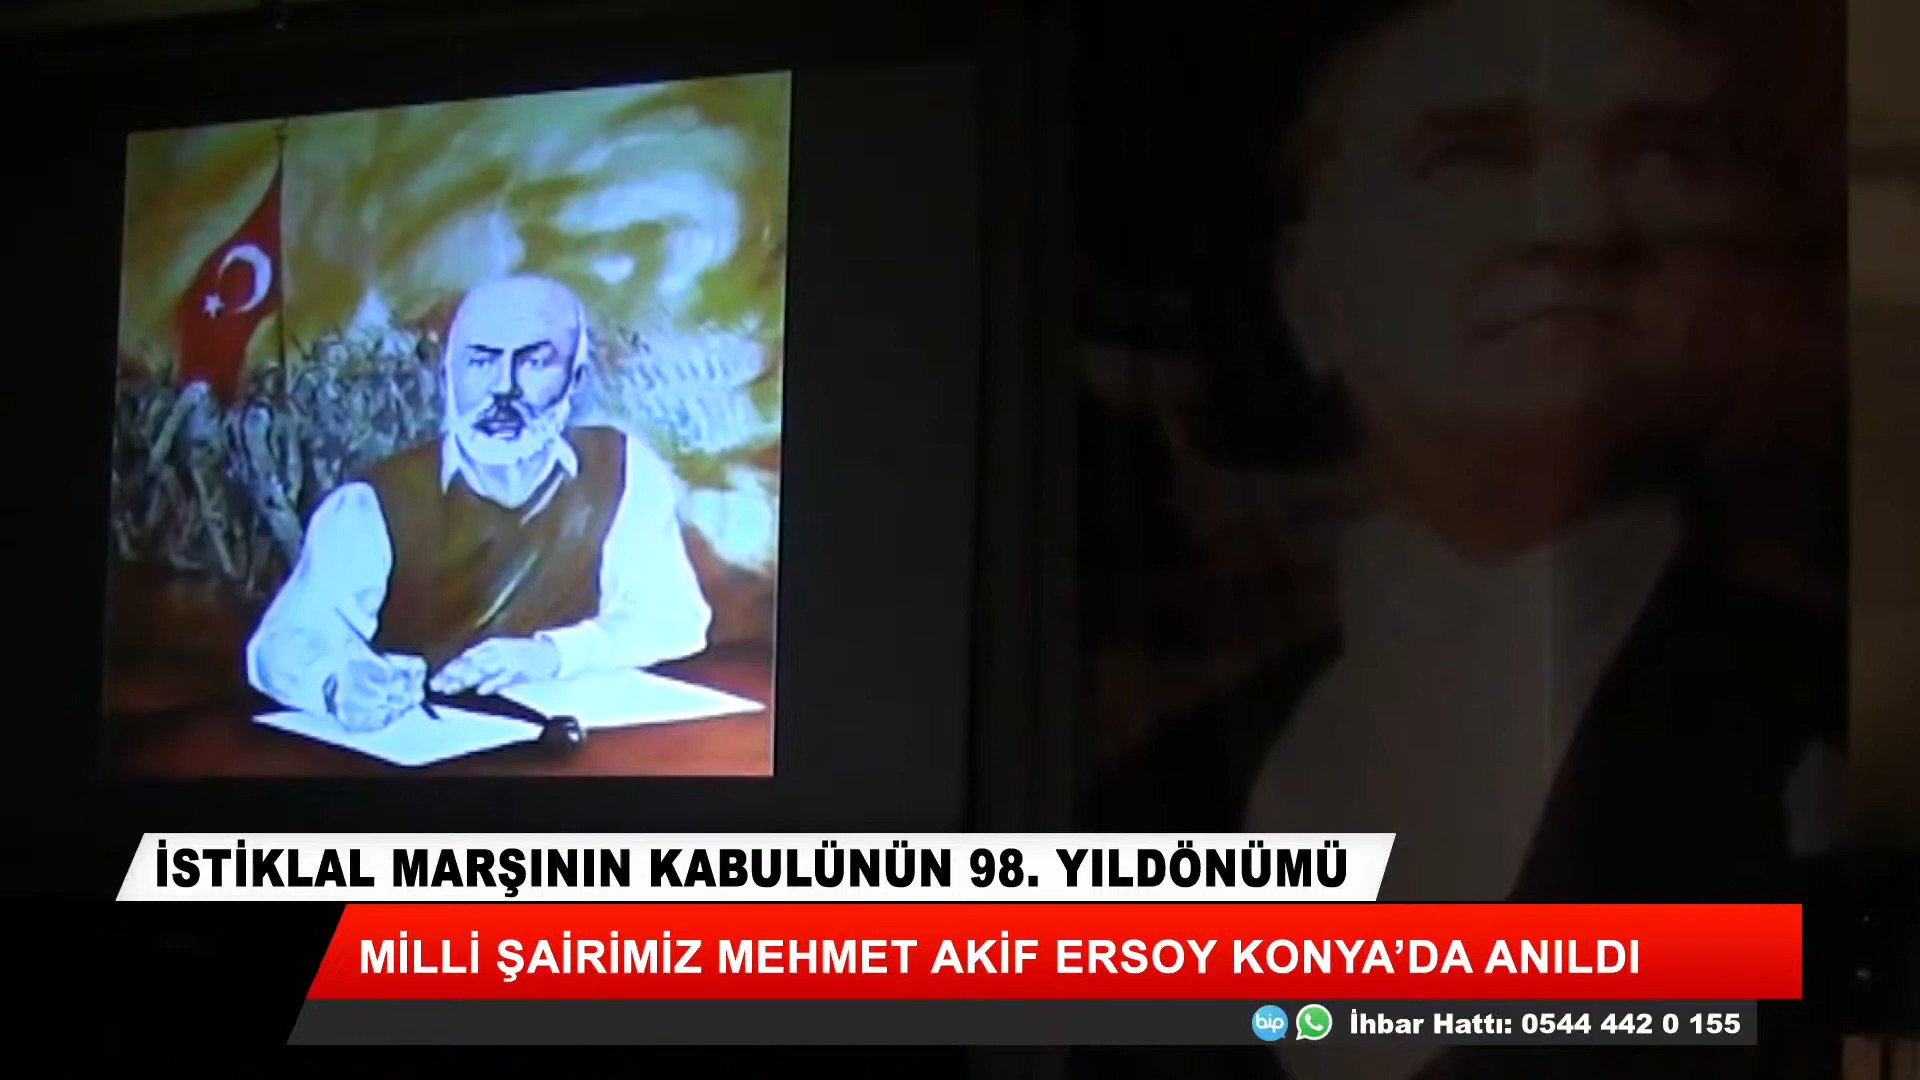 İSTİKLAL MARŞININ KABULÜNÜN 98. YILDÖNÜMÜ
MİLLİ ŞAİRİMİZ MEHMET AKİF ERSOY KONYA’DA ANILDI
bip İhbar Hattı: 0544 442 0 155